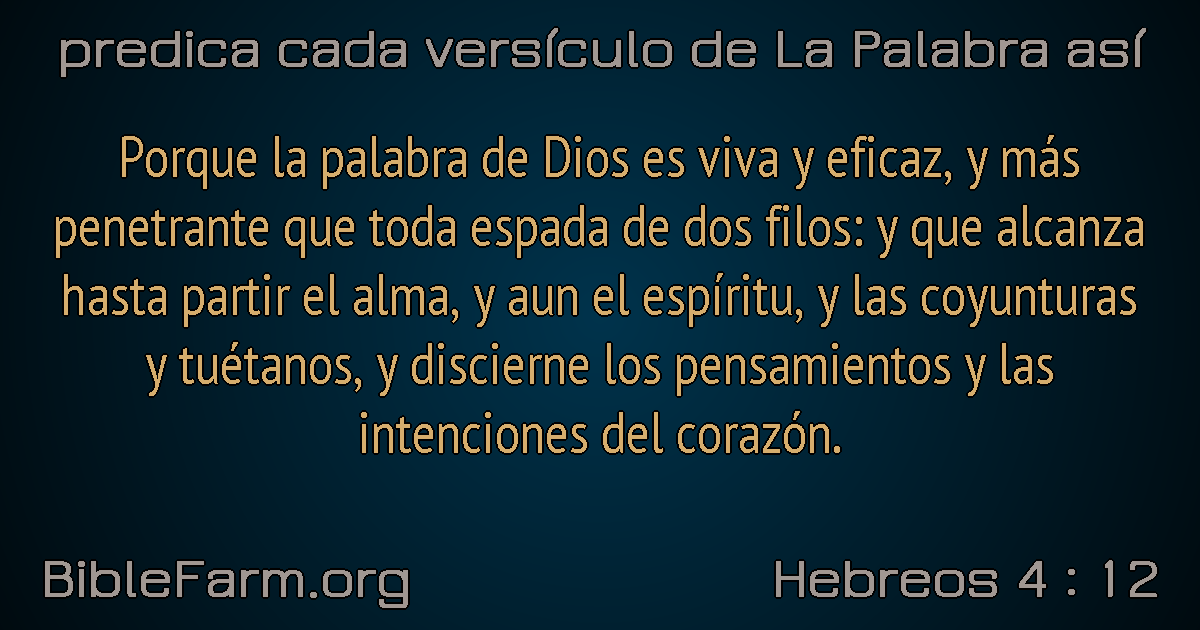 predica cada versículo de La Palabra así
Porque la palabra de Dios es viva y eficaz, y más
penetrante que toda espada de dos filos: y que alcanza
hasta partir el alma, y aun el espíritu, y las coyunturas
y tuétanos, y discierne los pensamientos y las
intenciones del corazón.
BibleFarm.org
Hebreos 4 : 12